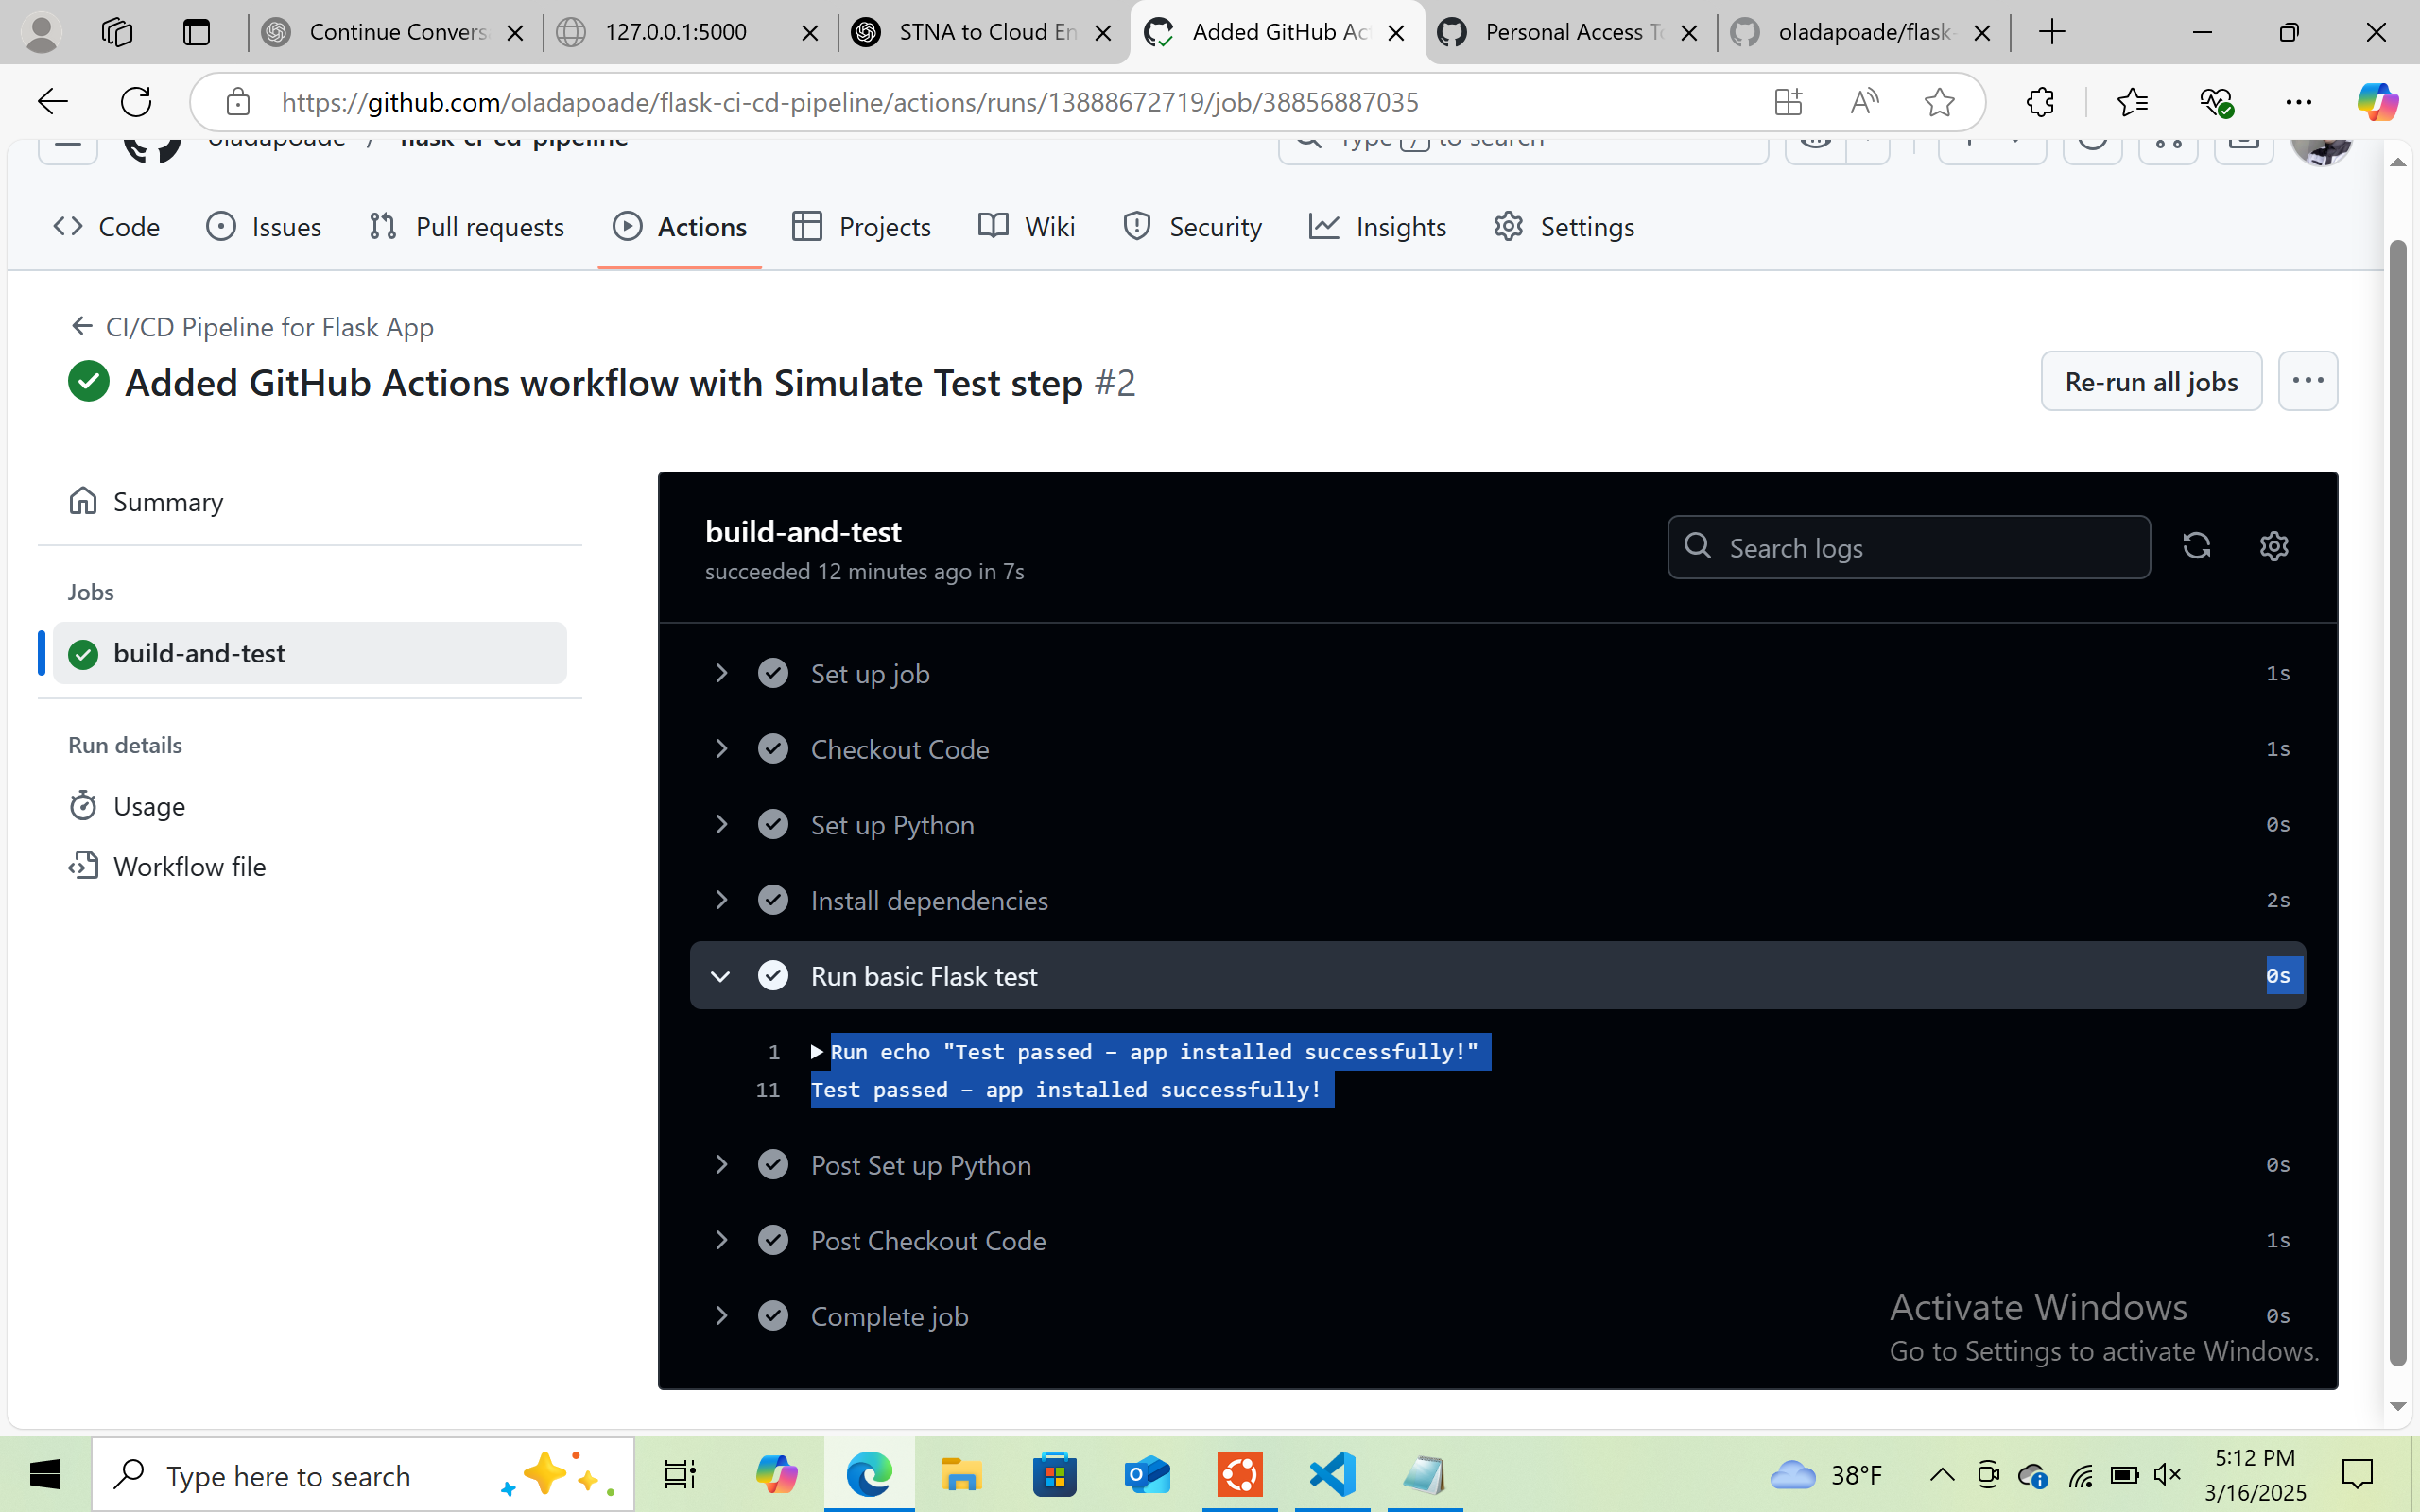 Continue Convers
127.0.0.1:5000
STNA to Cloud En
Added GitHub Act
Personal Access To
oladapoade/flask-
https://github.com/oladapoade/flask-ci-cd-pipeline/actions/runs/13888672719/job/38856887035
oladapoade / flask-ci-cd-pipeline
Type / to search
Code
Issues
Pull requests
Actions
Projects
Wiki
Security
Insights
Settings
CI/CD Pipeline for Flask App
Added GitHub Actions workflow with Simulate Test step #2
Re-run all jobs
Summary
Jobs
build-and-test
Run details
Usage
Workflow file
build-and-test
succeeded 12 minutes ago in 7s
Search logs
Set up job 1s
Checkout Code 1s
Set up Python 0s
Install dependencies 2s
Run basic Flask test 0s
1 Run echo "Test passed - app installed successfully!"
11 Test passed - app installed successfully!
Post Set up Python 0s
Post Checkout Code 1s
Complete job 0s
Activate Windows
Go to Settings to activate Windows.
Type here to search
38°F
5:12 PM
3/16/2025